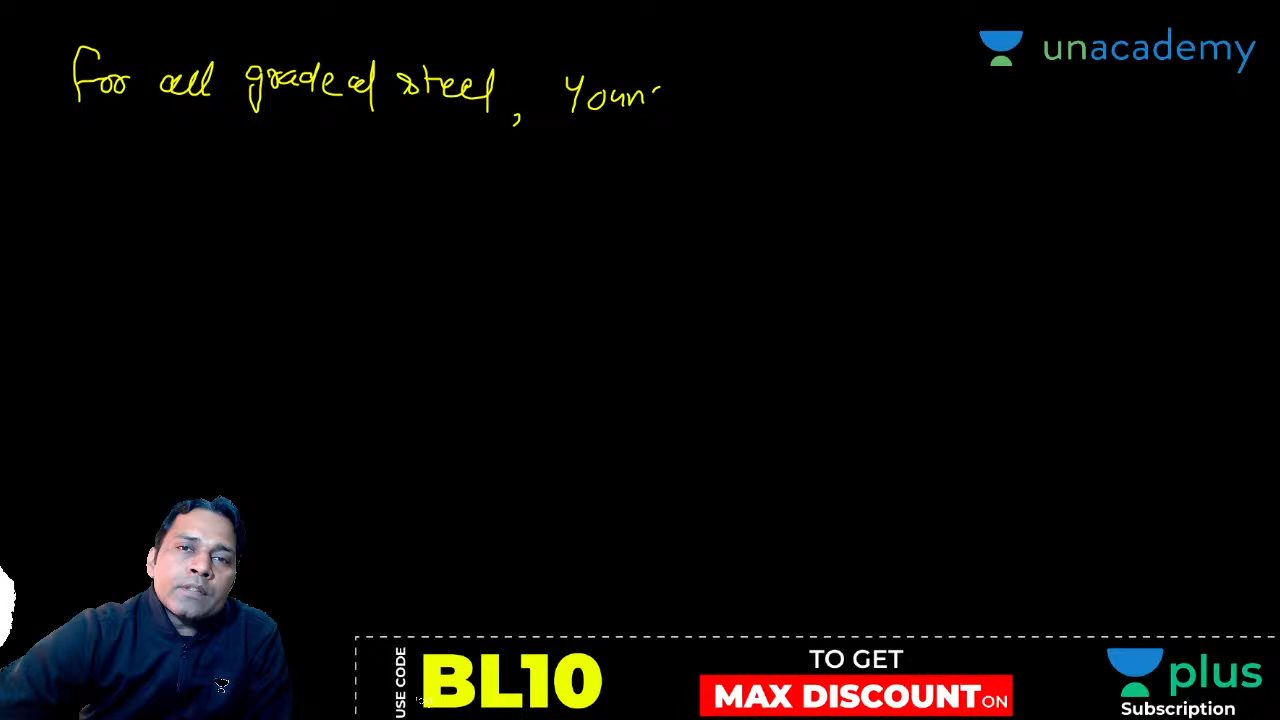 unacademy
For all graded steel, Youn
USE CODE
BL10
TO GET
MAX DISCOUNT ON
plus
Subscription